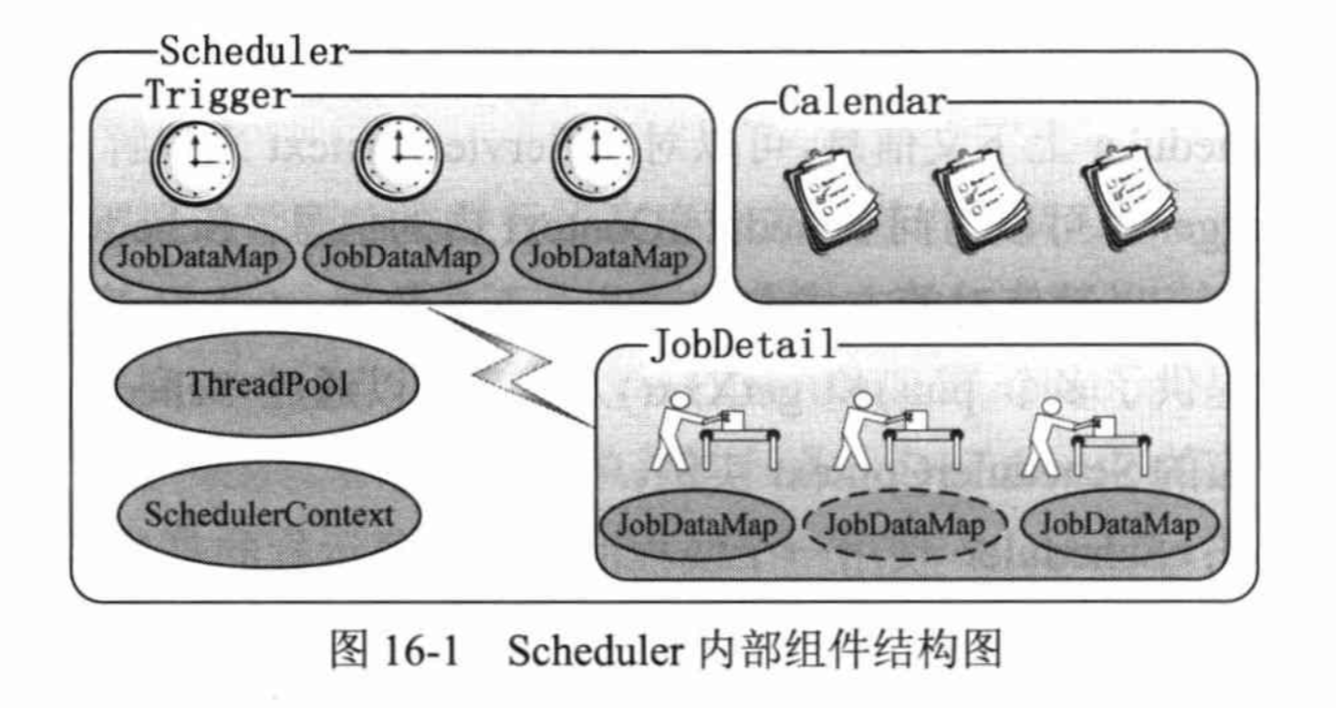 Scheduler
Trigger
Calendar
JobDataMap JobDataMap JobDataMap
JobDetail
ThreadPool
SchedulerContext
JobDataMap JobDataMap JobDataMap
图 16-1 Scheduler 内部组件结构图